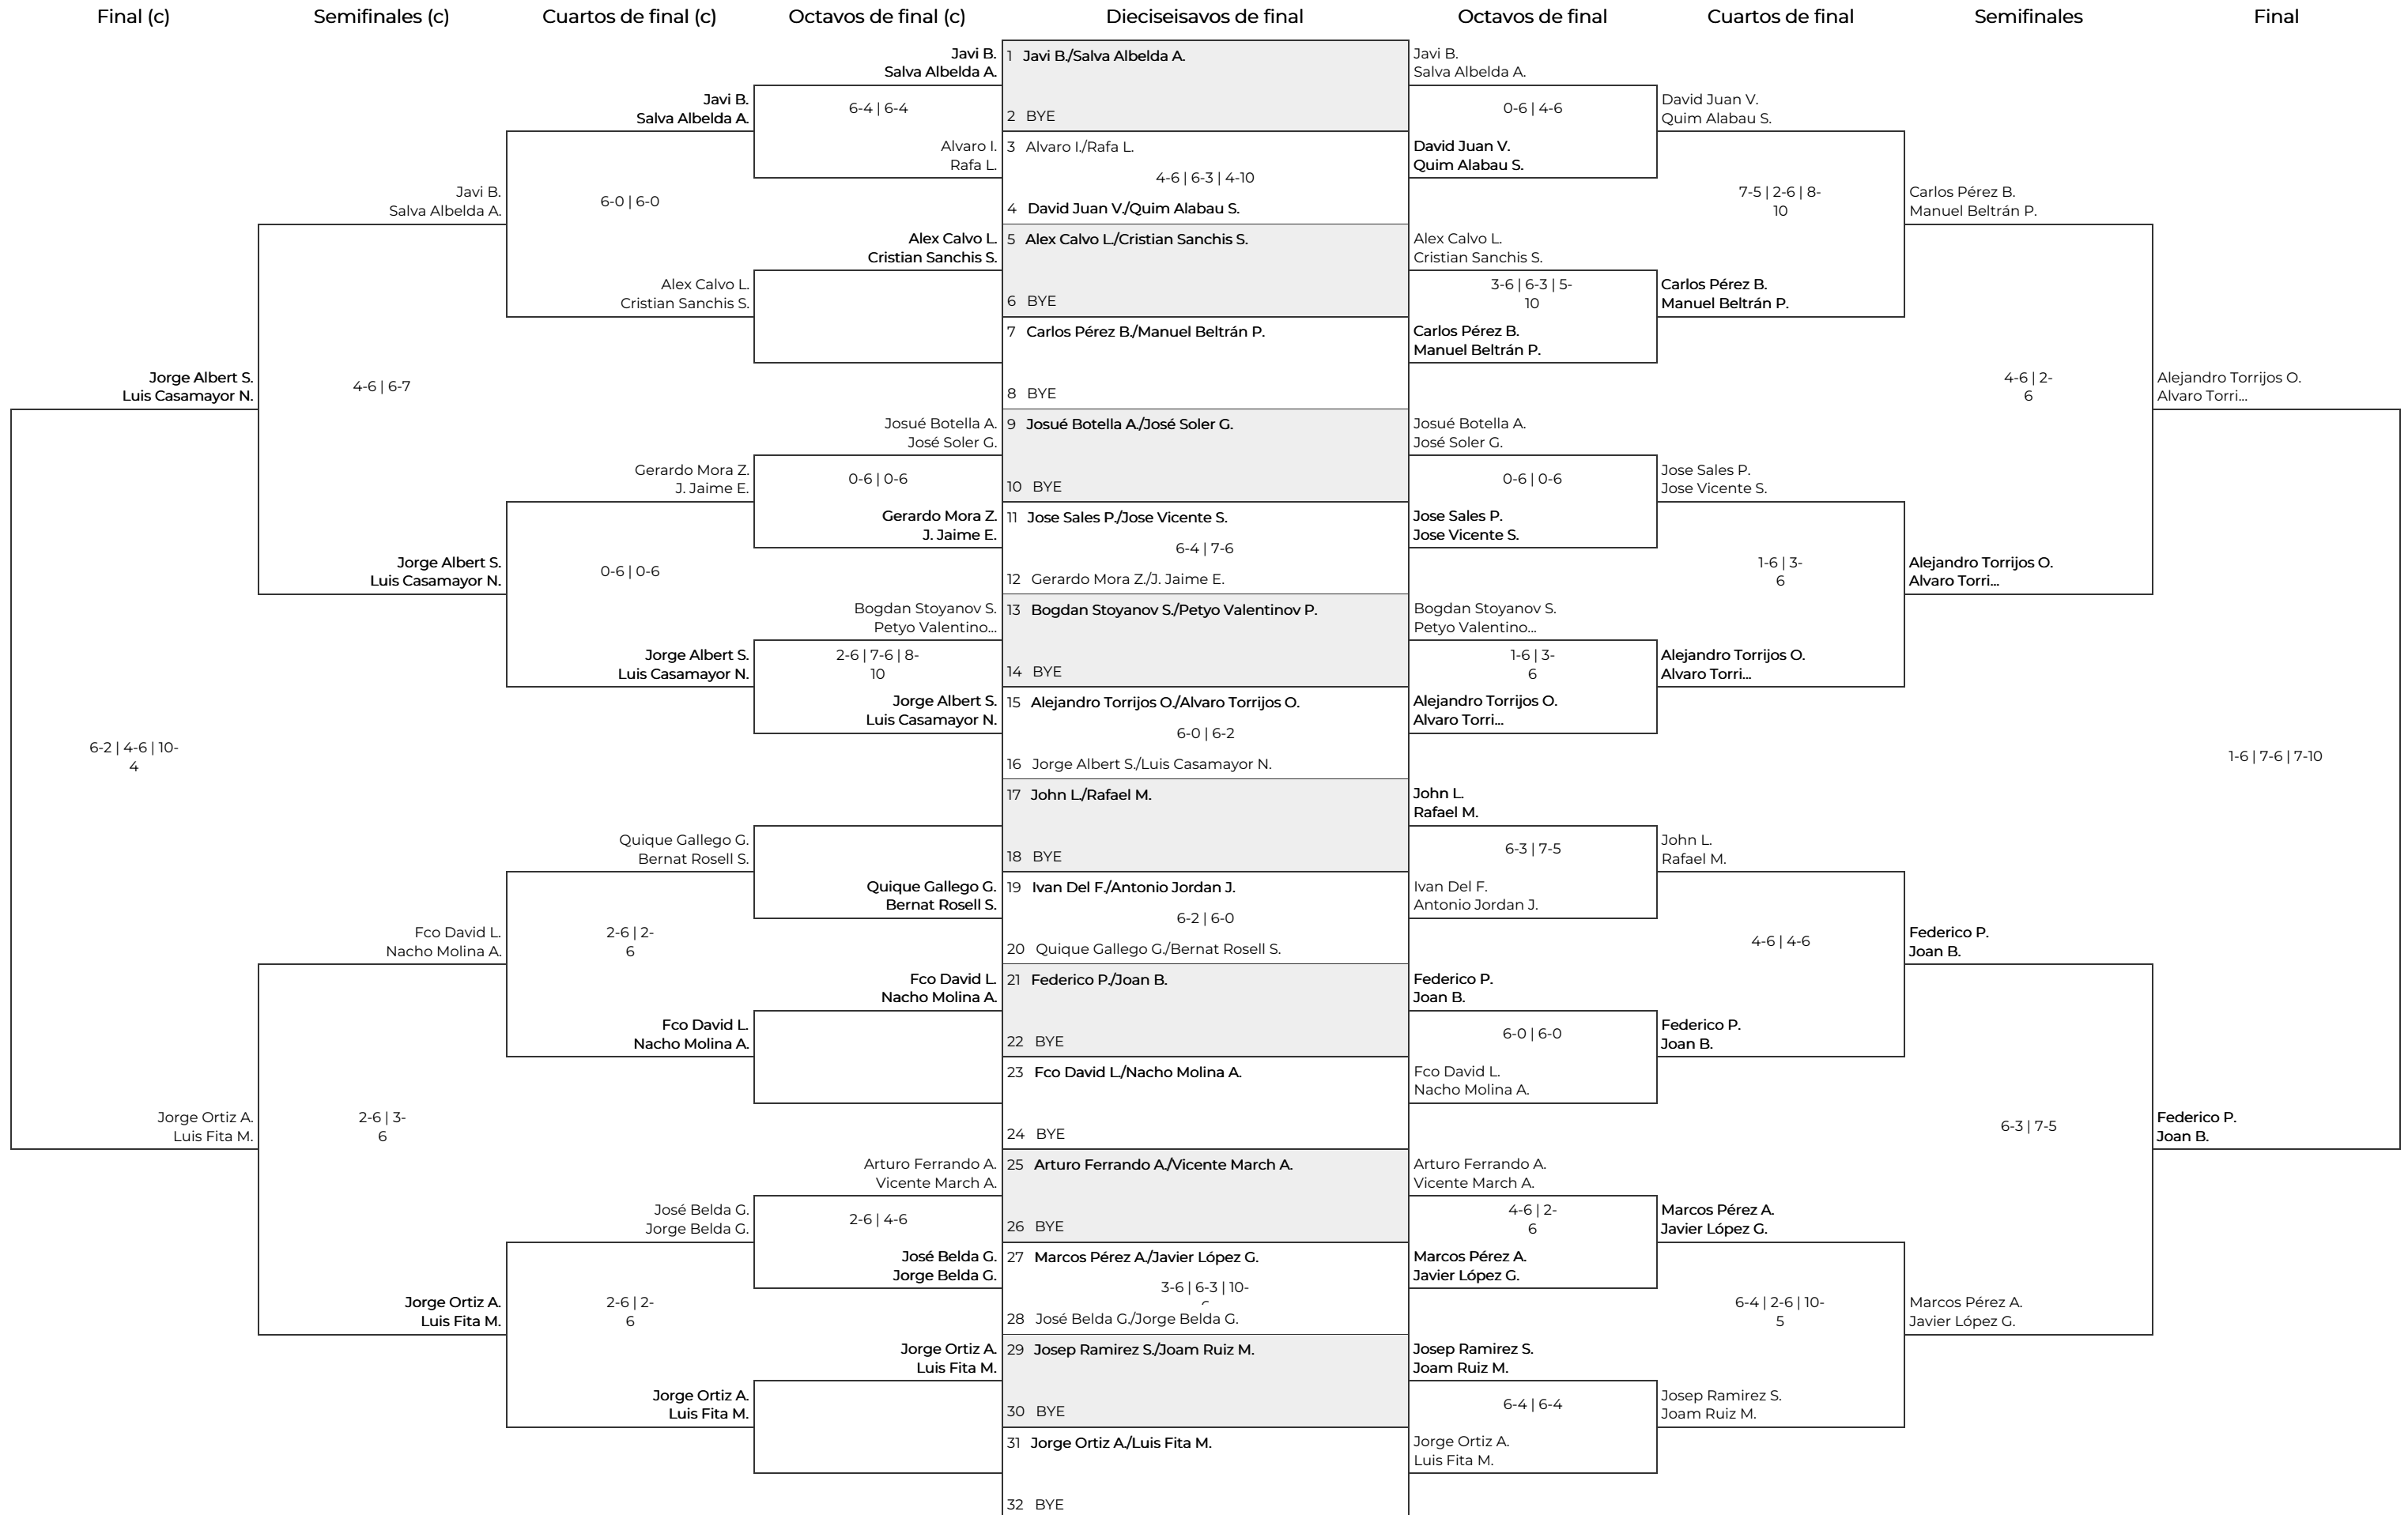 Final (c)
Semifinales (c)
Cuartos de final (c)
Octavos de final (c)
Dieciseisavos de final
Octavos de final
Cuartos de final
Semifinales
Final
Jorge Albert S.
Luis Casamayor N.
6-2 | 4-6 | 10-
4
Jorge Ortiz A.
Luis Fita M.
Javi B.
Salva Albelda A.
4-6 | 6-7
Jorge Albert S.
Luis Casamayor N.
Fco David L.
Nacho Molina A.
2-6 | 3-
6
Jorge Ortiz A.
Luis Fita M.
Javi B.
Salva Albelda A.
6-0 | 6-0
Alex Calvo L.
Cristian Sanchis S.
Gerardo Mora Z.
J. Jaime E.
0-6 | 0-6
Jorge Albert S.
Luis Casamayor N.
Quique Gallego G.
Bernat Rosell S.
2-6 | 2-
6
Fco David L.
Nacho Molina A.
José Belda G.
Jorge Belda G.
2-6 | 2-
6
Jorge Ortiz A.
Luis Fita M.
Javi B.
Salva Albelda A.
6-4 | 6-4
Alvaro I.
Rafa L.
Alex Calvo L.
Cristian Sanchis S.
Josué Botella A.
José Soler G.
0-6 | 0-6
Gerardo Mora Z.
J. Jaime E.
Bogdan Stoyanov S.
Petyo Valentino...
2-6 | 7-6 | 8-
10
Jorge Albert S.
Luis Casamayor N.
Quique Gallego G.
Bernat Rosell S.
Fco David L.
Nacho Molina A.
Arturo Ferrando A.
Vicente March A.
2-6 | 4-6
José Belda G.
Jorge Belda G.
Jorge Ortiz A.
Luis Fita M.
1 Javi B./Salva Albelda A.
2 BYE
3 Alvaro I./Rafa L.
4-6 | 6-3 | 4-10
4 David Juan V./Quim Alabau S.
5 Alex Calvo L./Cristian Sanchis S.
6 BYE
7 Carlos Pérez B./Manuel Beltrán P.
8 BYE
9 Josué Botella A./José Soler G.
10 BYE
11 Jose Sales P./Jose Vicente S.
6-4 | 7-6
12 Gerardo Mora Z./J. Jaime E.
13 Bogdan Stoyanov S./Petyo Valentinov P.
14 BYE
15 Alejandro Torrijos O./Alvaro Torrijos O.
6-0 | 6-2
16 Jorge Albert S./Luis Casamayor N.
17 John L./Rafael M.
18 BYE
19 Ivan Del F./Antonio Jordan J.
6-2 | 6-0
20 Quique Gallego G./Bernat Rosell S.
21 Federico P./Joan B.
22 BYE
23 Fco David L./Nacho Molina A.
24 BYE
25 Arturo Ferrando A./Vicente March A.
26 BYE
27 Marcos Pérez A./Javier López G.
3-6 | 6-3 | 10-
28 José Belda G./Jorge Belda G.
29 Josep Ramirez S./Joam Ruiz M.
30 BYE
31 Jorge Ortiz A./Luis Fita M.
32 BYE
Javi B.
Salva Albelda A.
0-6 | 4-6
David Juan V.
Quim Alabau S.
Alex Calvo L.
Cristian Sanchis S.
3-6 | 6-3 | 5-
10
Carlos Pérez B.
Manuel Beltrán P.
Josué Botella A.
José Soler G.
0-6 | 0-6
Jose Sales P.
Jose Vicente S.
Bogdan Stoyanov S.
Petyo Valentino...
1-6 | 3-
6
Alejandro Torrijos O.
Alvaro Torri...
John L.
Rafael M.
6-3 | 7-5
Ivan Del F.
Antonio Jordan J.
Federico P.
Joan B.
6-0 | 6-0
Fco David L.
Nacho Molina A.
Arturo Ferrando A.
Vicente March A.
4-6 | 2-
6
Marcos Pérez A.
Javier López G.
Josep Ramirez S.
Joam Ruiz M.
6-4 | 6-4
Jorge Ortiz A.
Luis Fita M.
David Juan V.
Quim Alabau S.
7-5 | 2-6 | 8-
10
Carlos Pérez B.
Manuel Beltrán P.
Jose Sales P.
Jose Vicente S.
1-6 | 3-
6
Alejandro Torrijos O.
Alvaro Torri...
John L.
Rafael M.
4-6 | 4-6
Federico P.
Joan B.
Marcos Pérez A.
Javier López G.
6-4 | 2-6 | 10-
5
Josep Ramirez S.
Joam Ruiz M.
Carlos Pérez B.
Manuel Beltrán P.
4-6 | 2-
6
Alejandro Torrijos O.
Alvaro Torri...
Federico P.
Joan B.
6-3 | 7-5
Marcos Pérez A.
Javier López G.
Alejandro Torrijos O.
Alvaro Torri...
1-6 | 7-6 | 7-10
Federico P.
Joan B.